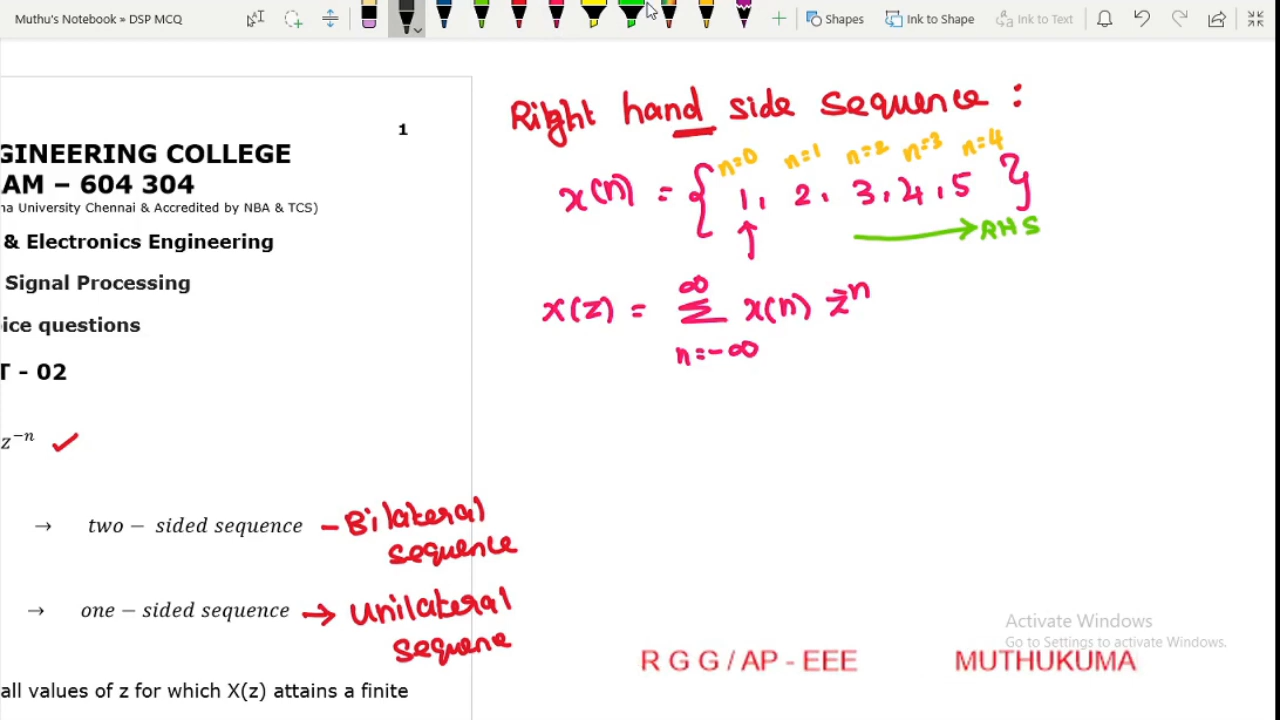 Muthu's Notebook » DSP MCQ
Shapes
Ink to Shape
Ink to Text
1
GINEERING COLLEGE
AM – 604 304
na University Chennai & Accredited by NBA & TCS)
& Electronics Engineering
Signal Processing
ice questions
T - 02
z⁻ⁿ ✓
→ two − sided sequence - Bilateral
sequence
→ one − sided sequence → Unilateral
sequene
all values of z for which X(z) attains a finite
Right hand side sequence :
n=0 n=1 n=2 n=3 n=4
x(n) = { 1, 2, 3, 4, 5 }
↑ → RHS
∞
x(z) = Σ x(n) z⁻ⁿ
n=-∞
Activate Windows
Go to Settings to activate Windows.
R G G / AP - EEE MUTHUKUMA